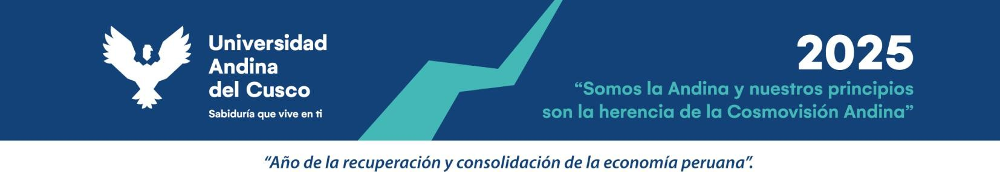 Universidad
Andina
del Cusco
Sabiduría que vive en ti
2025
“Somos la Andina y nuestros principios
son la herencia de la Cosmovisión Andina”
“Año de la recuperación y consolidación de la economía peruana”.